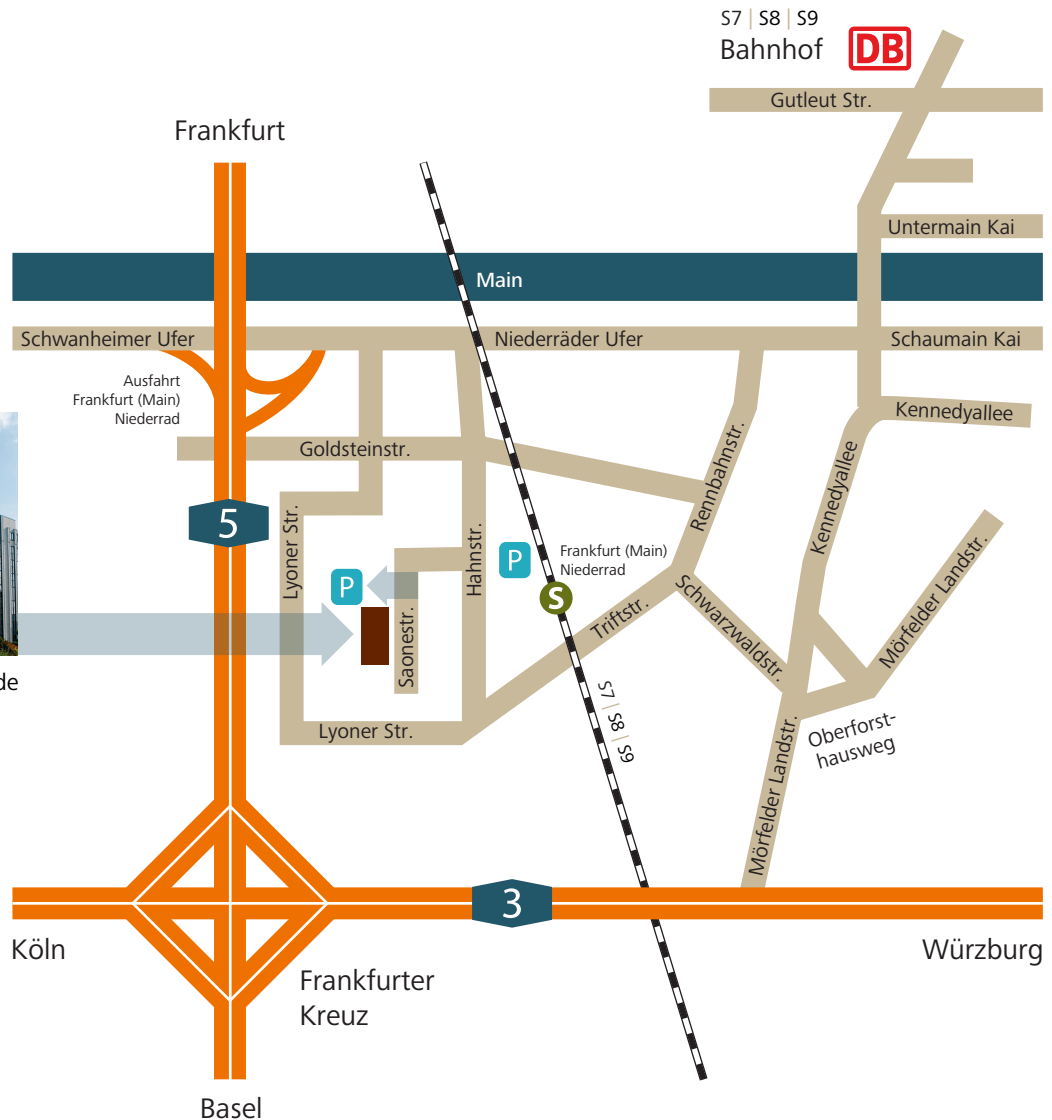 S7 | S8 | S9
Bahnhof
DB
Gutleut Str.
Frankfurt
Untermain Kai
Main
Schwanheimer Ufer
Niederräder Ufer
Schaumain Kai
Ausfahrt
Frankfurt (Main)
Niederrad
Kennedyallee
Goldsteinstr.
Kennedyallee
Rennbahnstr.
5
Lyoner Str.
Hahnstr.
P
Frankfurt (Main)
Niederrad
P
S
Triftstr.
Schwarzwaldstr.
Mörfelder Landstr.
Saonestr.
de
S7 | S8 | S9
Lyoner Str.
Oberforst-
hausweg
Mörfelder Landstr.
3
Köln
Würzburg
Frankfurter
Kreuz
Basel